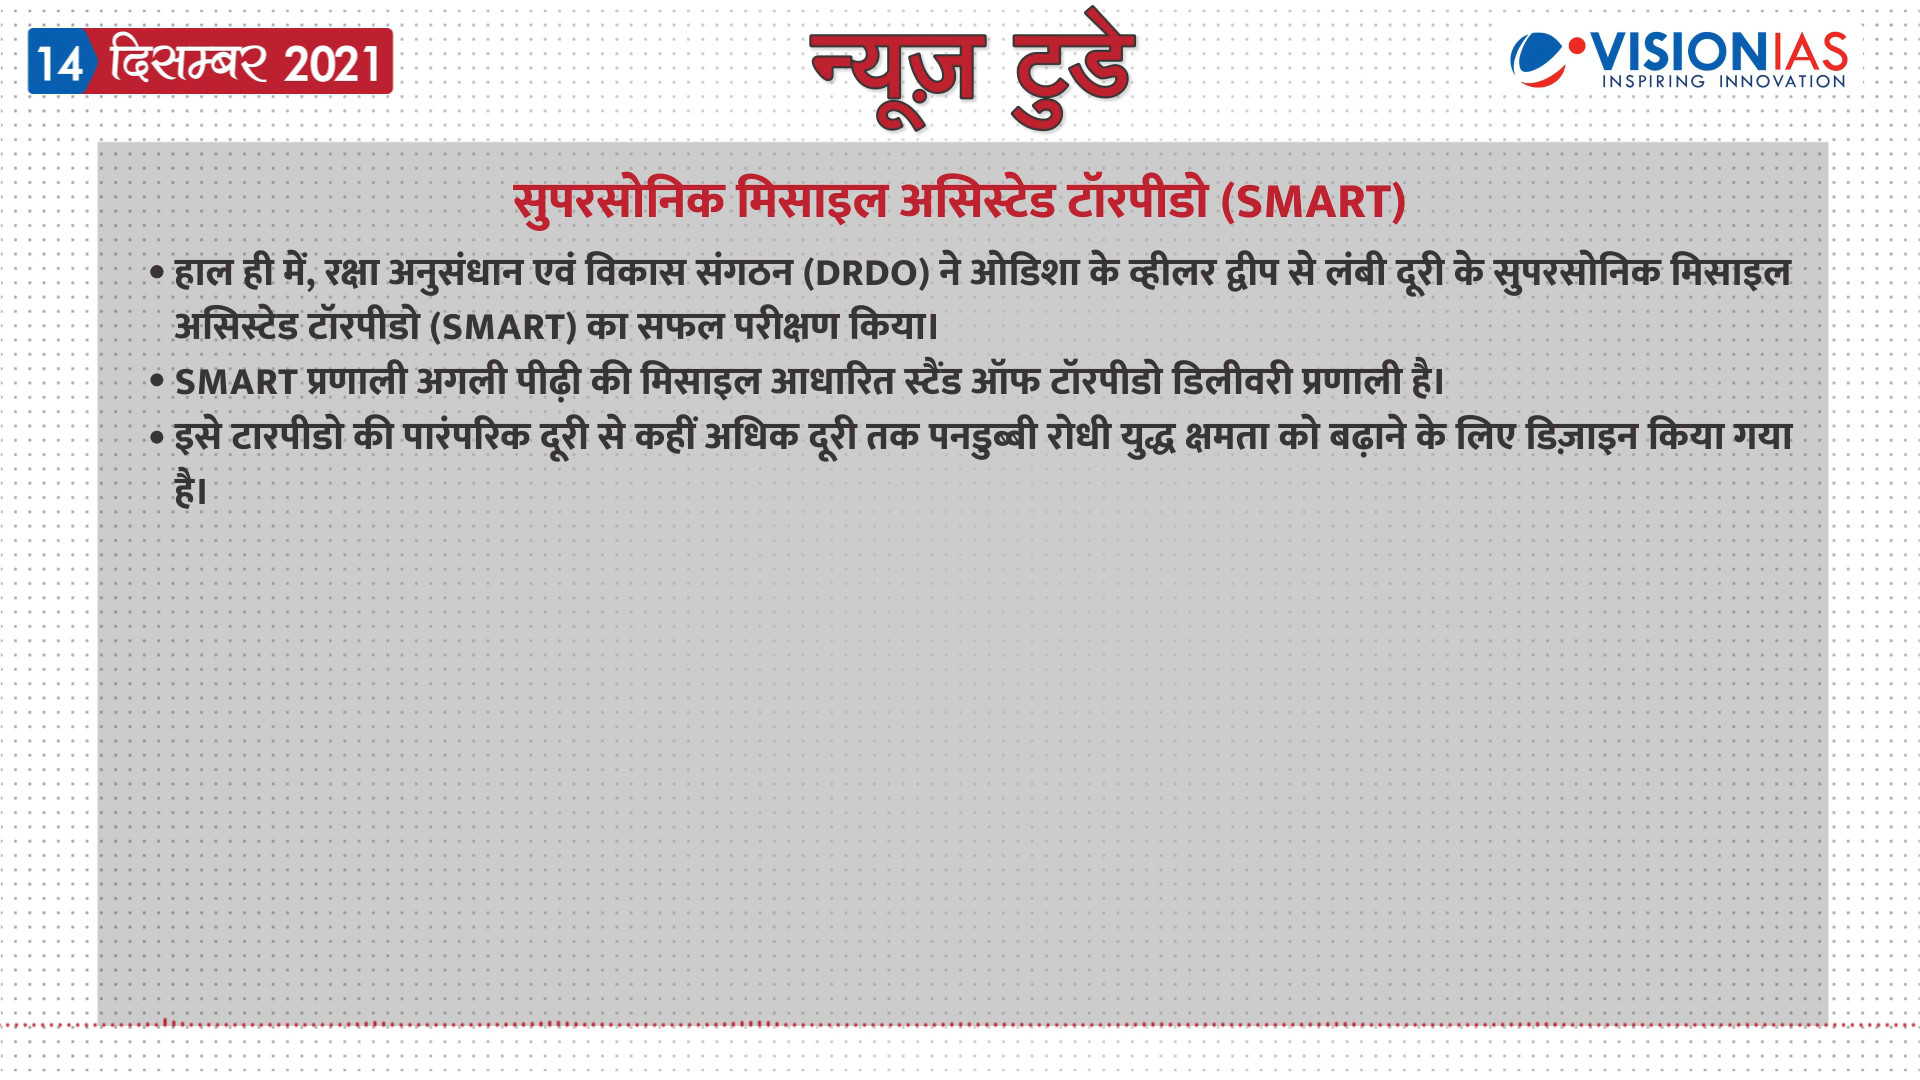 14 दिसम्बर 2021
न्यूज़ टुडे
VISIONIAS
INSPIRING INNOVATION
सुपरसोनिक मिसाइल असिस्टेड टॉरपीडो (SMART)
• हाल ही में, रक्षा अनुसंधान एवं विकास संगठन (DRDO) ने ओडिशा के व्हीलर द्वीप से लंबी दूरी के सुपरसोनिक मिसाइल
असिस्टेड टॉरपीडो (SMART) का सफल परीक्षण किया।
• SMART प्रणाली अगली पीढ़ी की मिसाइल आधारित स्टैंड ऑफ टॉरपीडो डिलीवरी प्रणाली है।
• इसे टारपीडो की पारंपरिक दूरी से कहीं अधिक दूरी तक पनडुब्बी रोधी युद्ध क्षमता को बढ़ाने के लिए डिज़ाइन किया गया
है।